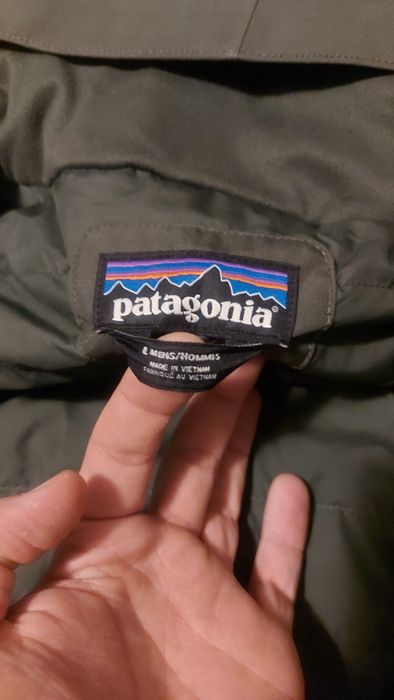 patagonia®
L MENS/HOMMES
MADE IN VIETNAM
FABRIQUÉ AU VIETNAM